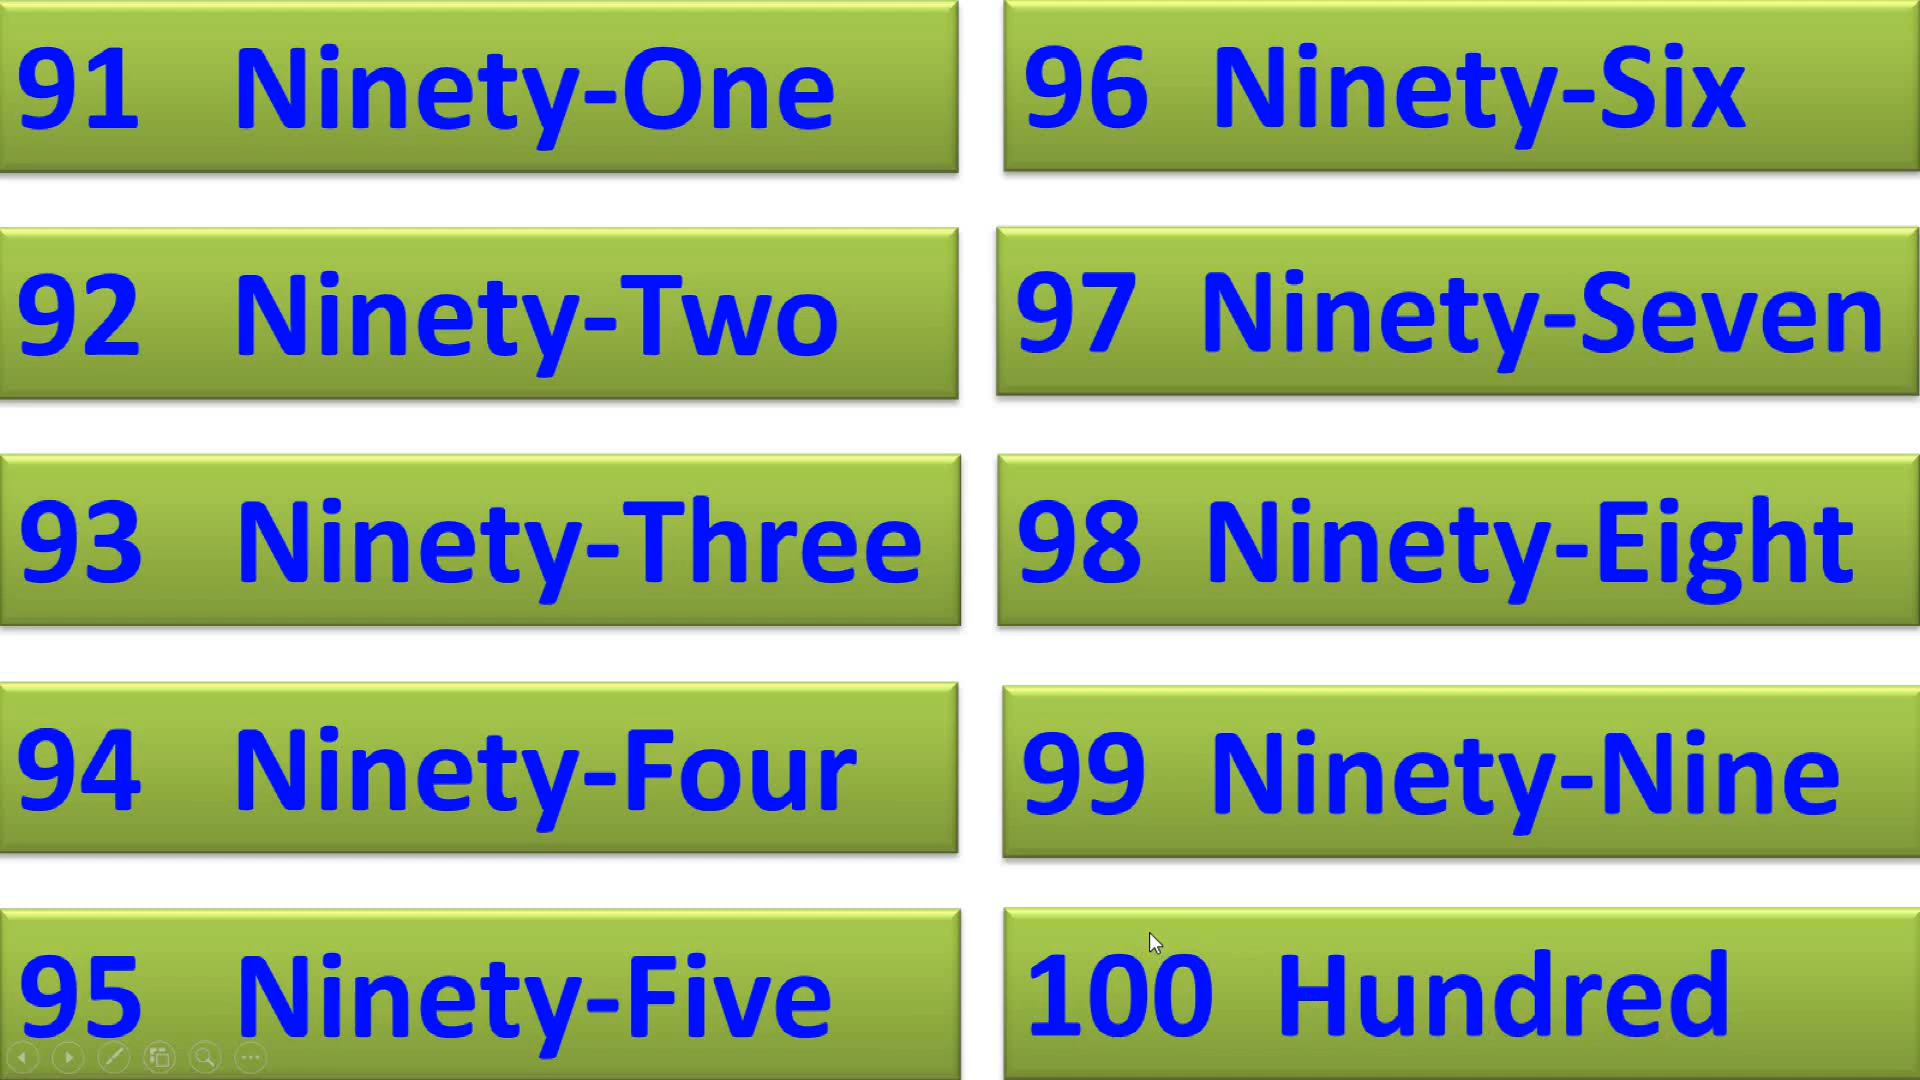 91 Ninety-One
92 Ninety-Two
93 Ninety-Three
94 Ninety-Four
95 Ninety-Five
96 Ninety-Six
97 Ninety-Seven
98 Ninety-Eight
99 Ninety-Nine
100 Hundred